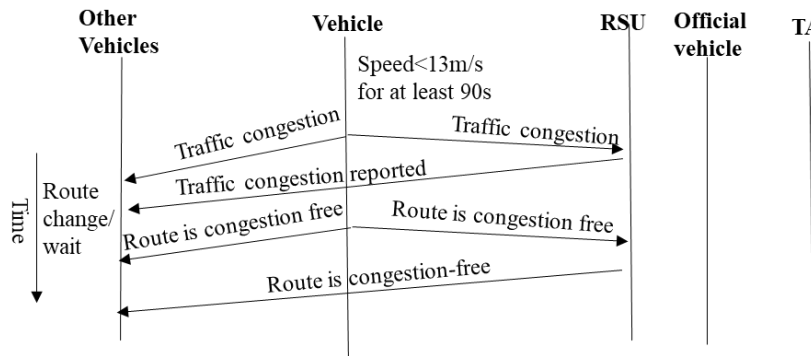 Other
Vehicles
Vehicle
RSU
Official
vehicle
TA
Speed<13m/s
for at least 90s
Traffic congestion
Traffic congestion
Traffic congestion reported
Time
Route
change/
wait
Route is congestion free
Route is congestion free
Route is congestion-free